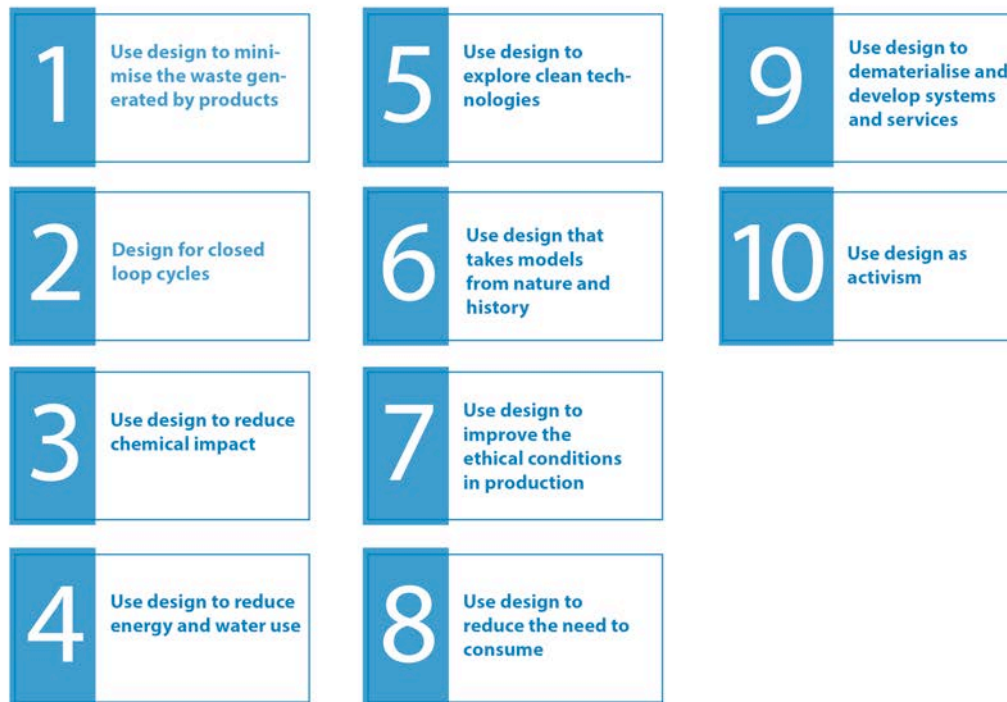 1
Use design to mini-
mise the waste gen-
erated by products
2
Design for closed
loop cycles
3
Use design to reduce
chemical impact
4
Use design to reduce
energy and water use
5
Use design to
explore clean tech-
nologies
6
Use design that
takes models
from nature and
history
7
Use design to
improve the
ethical conditions
in production
8
Use design to
reduce the need to
consume
9
Use design to
dematerialise and
develop systems
and services
10
Use design as
activism